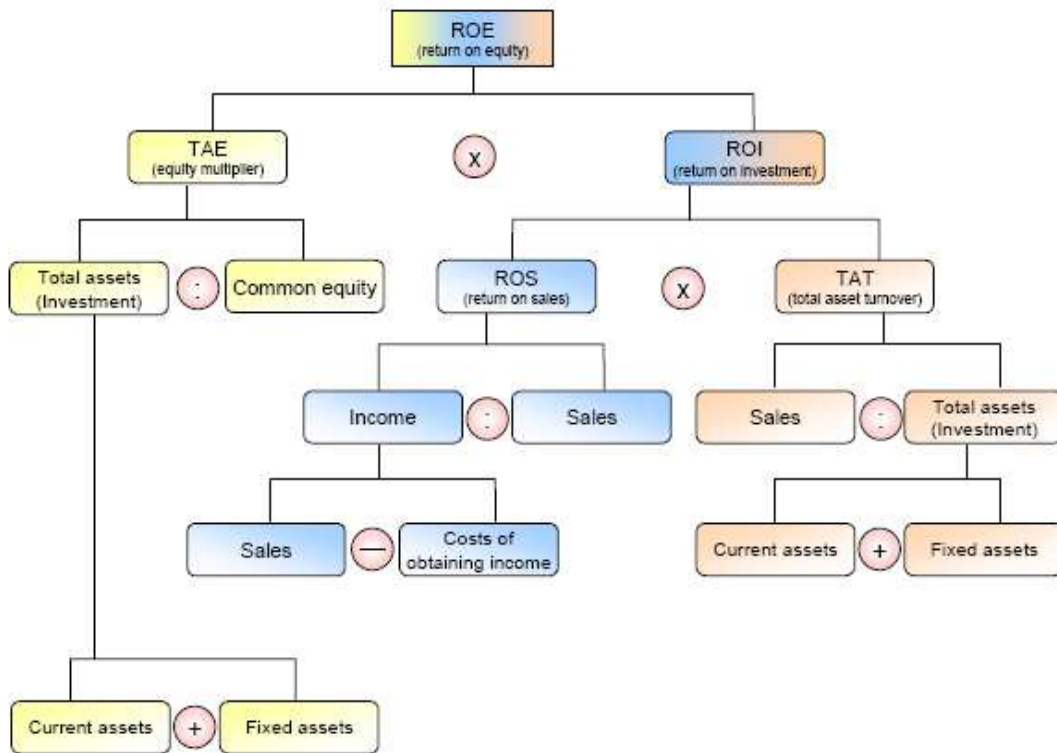 ROE
(return on equity)
TAE
(equity multiplier)
x
ROI
(return on investment)
Total assets
(Investment)
:
Common equity
ROS
(return on sales)
x
TAT
(total asset turnover)
Income
:
Sales
Sales
:
Total assets
(Investment)
Sales
—
Costs of
obtaining income
Current assets
+
Fixed assets
Current assets
+
Fixed assets